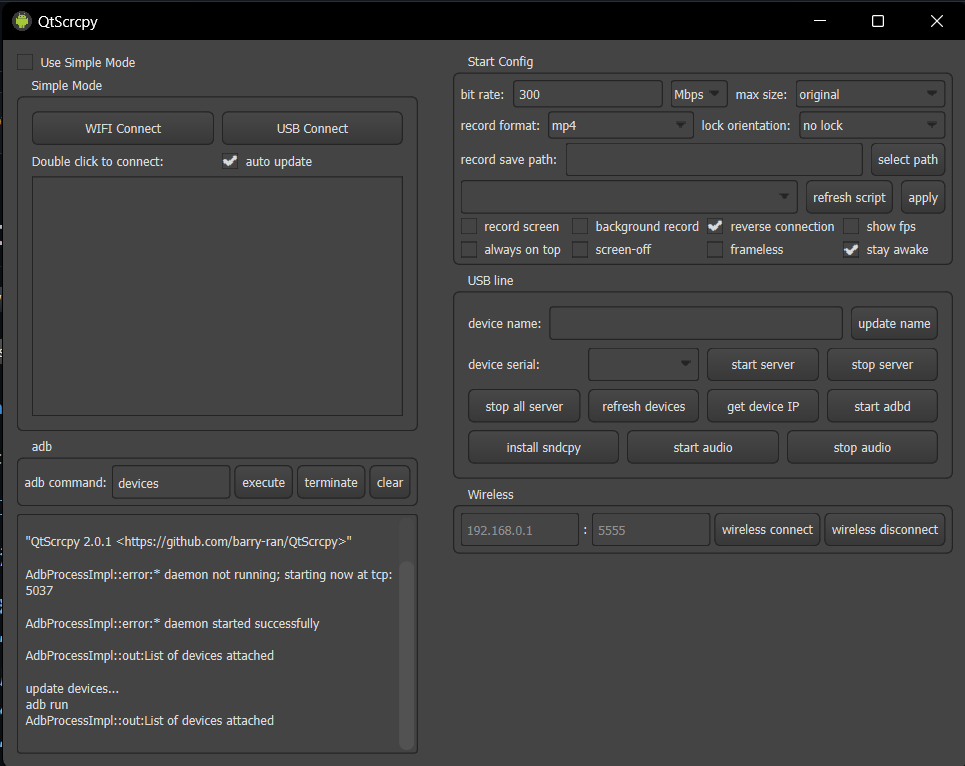 QtScrcpy
Use Simple Mode
Simple Mode
WIFI Connect
USB Connect
Double click to connect:
auto update
adb
adb command:
devices
execute
terminate
clear
"QtScrcpy 2.0.1 <https://github.com/barry-ran/QtScrcpy>"
AdbProcessImpl::error:* daemon not running; starting now at tcp:
5037
AdbProcessImpl::error:* daemon started successfully
AdbProcessImpl::out:List of devices attached
update devices...
adb run
AdbProcessImpl::out:List of devices attached
Start Config
bit rate:
300
Mbps
max size:
original
record format:
mp4
lock orientation:
no lock
record save path:
select path
refresh script
apply
record screen
background record
reverse connection
show fps
always on top
screen-off
frameless
stay awake
USB line
device name:
update name
device serial:
start server
stop server
stop all server
refresh devices
get device IP
start adbd
install sndcpy
start audio
stop audio
Wireless
192.168.0.1
:
5555
wireless connect
wireless disconnect